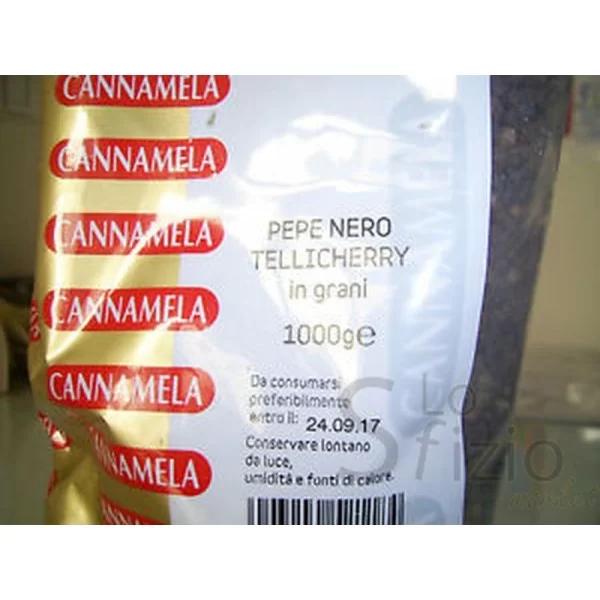 CANNAMELA
CANNAMELA
CANNAMELA
CANNAMELA
CANNAMELA
CANNAMELA
CANNAMELA
PEPE NERO
TELLICHERRY
in grani
1000g℮
Da consumarsi
preferibilmente
entro il: 24.09.17
Conservare lontano
da luce,
umidità e fonti di calore.
Lo
Sfizio